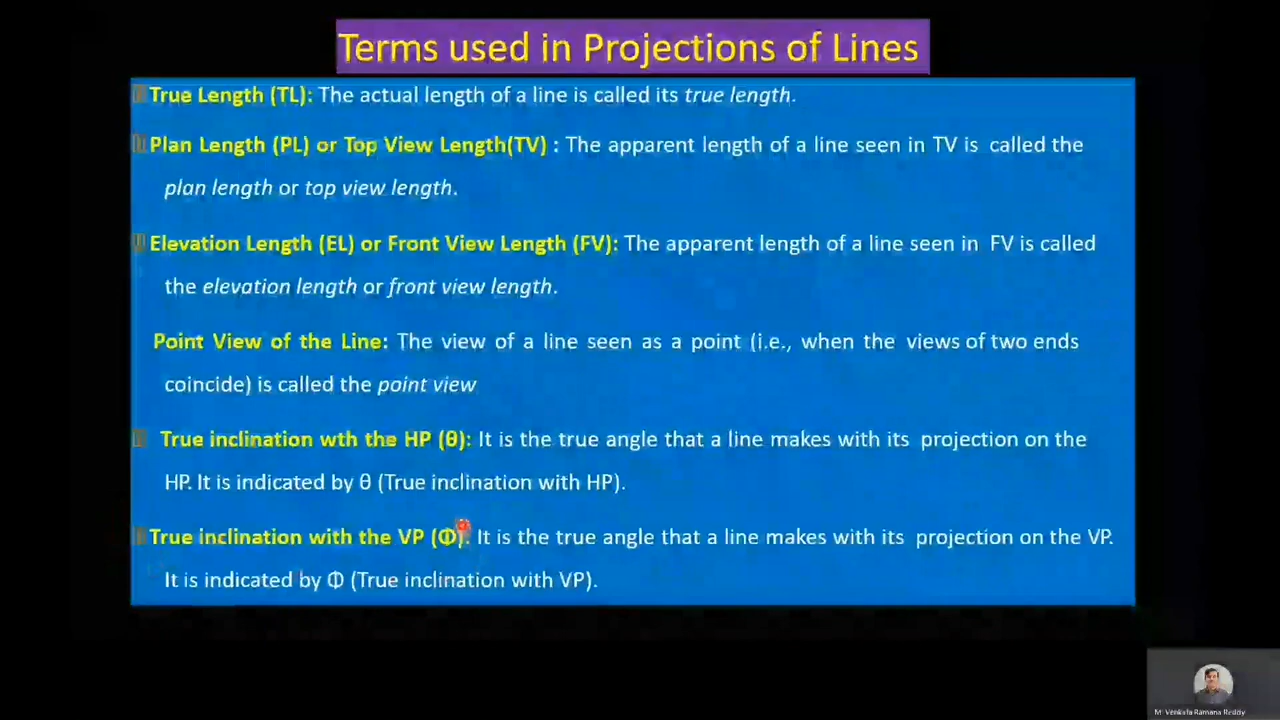 Terms used in Projections of Lines
True Length (TL): The actual length of a line is called its true length.
Plan Length (PL) or Top View Length(TV) : The apparent length of a line seen in TV is called the
plan length or top view length.
Elevation Length (EL) or Front View Length (FV): The apparent length of a line seen in FV is called
the elevation length or front view length.
Point View of the Line: The view of a line seen as a point (i.e., when the views of two ends
coincide) is called the point view
True inclination wth the HP (θ): It is the true angle that a line makes with its projection on the
HP. It is indicated by θ (True inclination with HP).
True inclination with the VP (Φ): It is the true angle that a line makes with its projection on the VP.
It is indicated by Φ (True inclination with VP).
M. Venkata Ramana Reddy